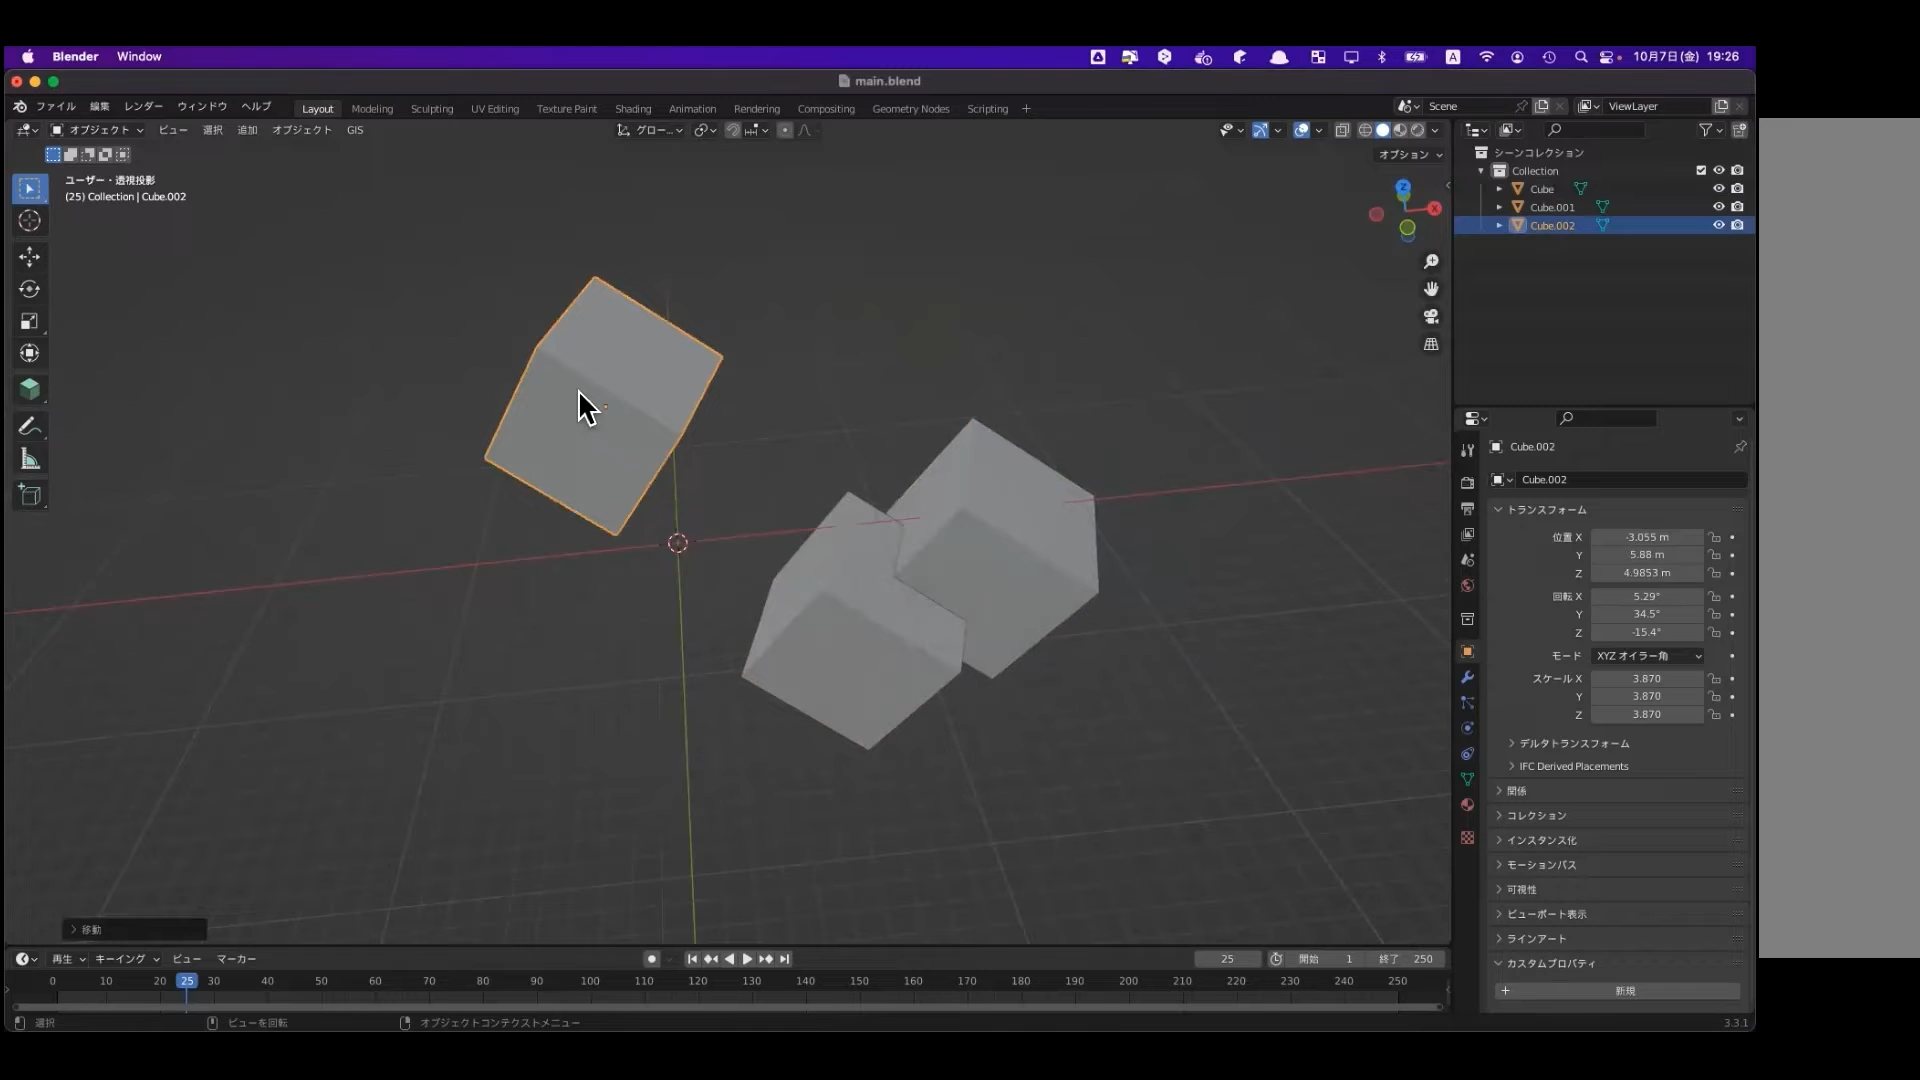 Blender Window
A 10月7日(金) 19:26
main.blend
ファイル 編集 レンダー ウィンドウ ヘルプ
Layout Modeling Sculpting UV Editing Texture Paint Shading Animation Rendering Compositing Geometry Nodes Scripting +
Scene
ViewLayer
オブジェクト ビュー 選択 追加 オブジェクト GIS
グロー...
オプション
ユーザー・透視投影
(25) Collection | Cube.002
Z
X
シーンコレクション
Collection
Cube
Cube.001
Cube.002
Cube.002
Cube.002
トランスフォーム
位置 X -3.055 m
Y 5.88 m
Z 4.9853 m
回転 X 5.29°
Y 34.5°
Z -15.4°
モード XYZ オイラー角
スケール X 3.870
Y 3.870
Z 3.870
デルタトランスフォーム
IFC Derived Placements
関係
コレクション
インスタンス化
モーションパス
可視性
ビューポート表示
ラインアート
カスタムプロパティ
+ 新規
移動
再生 キーイング ビュー マーカー
25 開始 1 終了 250
0 10 20 25 30 40 50 60 70 80 90 100 110 120 130 140 150 160 170 180 190 200 210 220 230 240 250
選択 ビューを回転 オブジェクトコンテクストメニュー
3.3.1